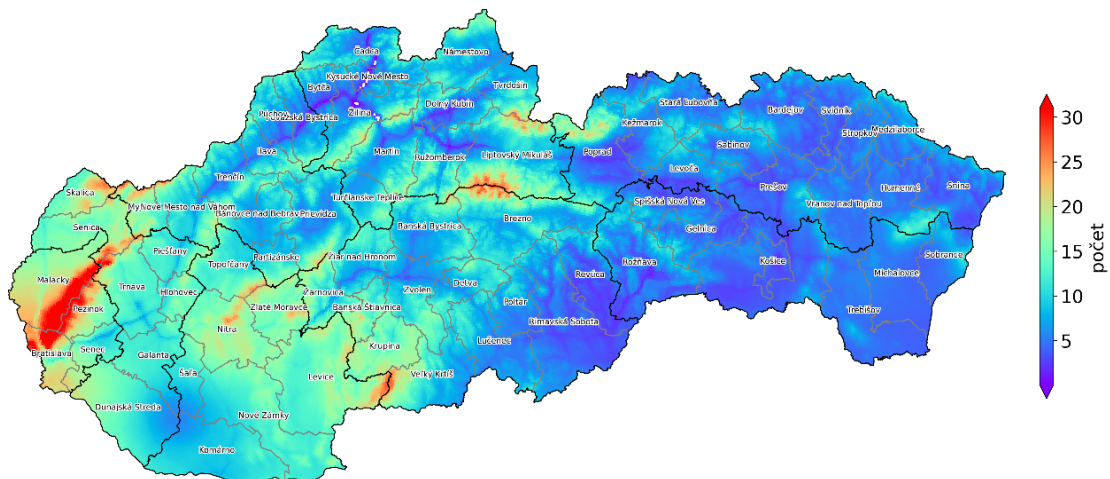 Čadca
Námestovo
Kysucké Nové Mesto
Bytča
Tvrdošín
Dolný Kubín
Stará Ľubovňa
Bardejov
Svidník
Púchov
Považská Bystrica
Žilina
Kežmarok
Stropkov
Medzilaborce
Sabinov
Ilava
Martin
Ružomberok
Liptovský Mikuláš
Poprad
Levoča
Trenčín
Prešov
Humenné
Snina
Skalica
Turčianske Teplice
Spišská Nová Ves
Vranov nad Topľou
Myjava
Nové Mesto nad Váhom
Bánovce nad Bebravou
Prievidza
Brezno
Senica
Banská Bystrica
Gelnica
Piešťany
Topoľčany
Partizánske
Žiar nad Hronom
Rožňava
Košice
Sobrance
Malacky
Trnava
Hlohovec
Zvolen
Detva
Revúca
Michalovce
Pezinok
Zlaté Moravce
Žarnovica
Banská Štiavnica
Poltár
Trebišov
Nitra
Rimavská Sobota
Bratislava
Senec
Galanta
Krupina
Lučenec
Šaľa
Levice
Veľký Krtíš
Dunajská Streda
Nové Zámky
Komárno
30
25
20
15
10
5
počet